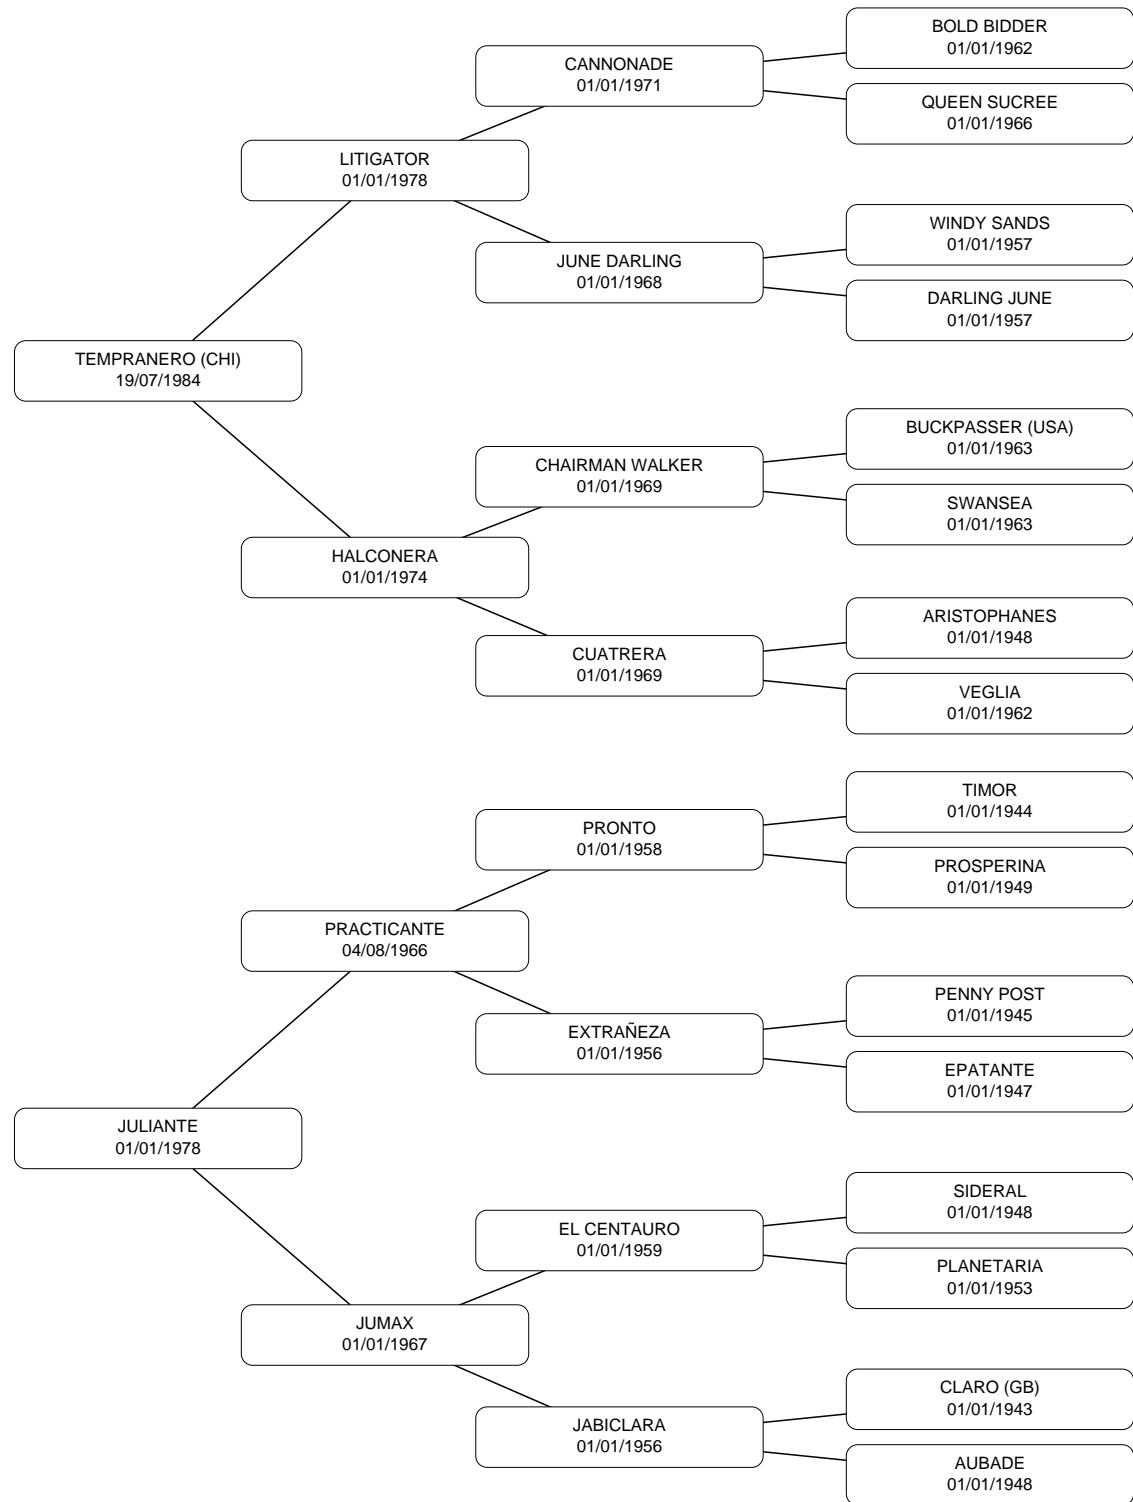 BOLD BIDDER
01/01/1962
CANNONADE
01/01/1971
QUEEN SUCREE
01/01/1966
LITIGATOR
01/01/1978
WINDY SANDS
01/01/1957
JUNE DARLING
01/01/1968
DARLING JUNE
01/01/1957
TEMPRANERO (CHI)
19/07/1984
BUCKPASSER (USA)
01/01/1963
CHAIRMAN WALKER
01/01/1969
SWANSEA
01/01/1963
HALCONERA
01/01/1974
ARISTOPHANES
01/01/1948
CUATRERA
01/01/1969
VEGLIA
01/01/1962
TIMOR
01/01/1944
PRONTO
01/01/1958
PROSPERINA
01/01/1949
PRACTICANTE
04/08/1966
PENNY POST
01/01/1945
EXTRAÑEZA
01/01/1956
EPATANTE
01/01/1947
JULIANTE
01/01/1978
SIDERAL
01/01/1948
EL CENTAURO
01/01/1959
PLANETARIA
01/01/1953
JUMAX
01/01/1967
CLARO (GB)
01/01/1943
JABICLARA
01/01/1956
AUBADE
01/01/1948